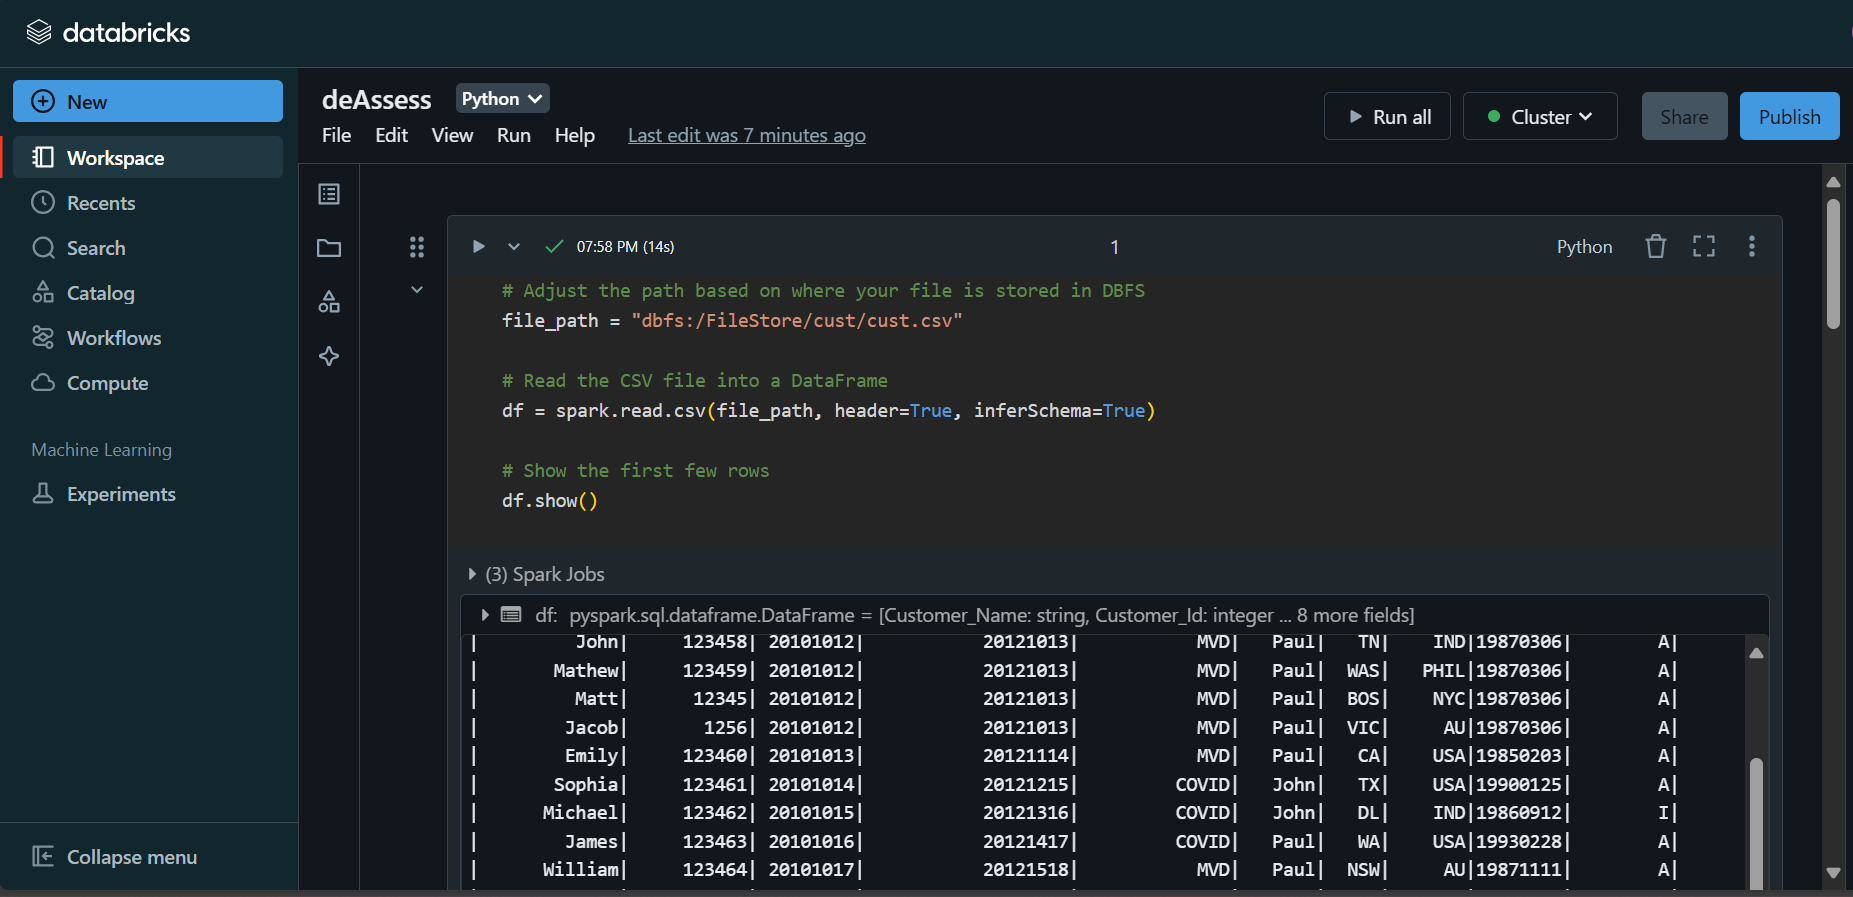 databricks
New
Workspace
Recents
Search
Catalog
Workflows
Compute
Machine Learning
Experiments
Collapse menu
deAssess Python
File Edit View Run Help Last edit was 7 minutes ago
Run all Cluster Share Publish
07:58 PM (14s) 1 Python
# Adjust the path based on where your file is stored in DBFS
file_path = "dbfs:/FileStore/cust/cust.csv"
# Read the CSV file into a DataFrame
df = spark.read.csv(file_path, header=True, inferSchema=True)
# Show the first few rows
df.show()
(3) Spark Jobs
df: pyspark.sql.dataframe.DataFrame = [Customer_Name: string, Customer_Id: integer ... 8 more fields]
| John| 123458| 20101012| 20121013| MVD| Paul| TN| IND|19870306| A|
| Mathew| 123459| 20101012| 20121013| MVD| Paul| WAS| PHIL|19870306| A|
| Matt| 12345| 20101012| 20121013| MVD| Paul| BOS| NYC|19870306| A|
| Jacob| 1256| 20101012| 20121013| MVD| Paul| VIC| AU|19870306| A|
| Emily| 123460| 20101013| 20121114| MVD| Paul| CA| USA|19850203| A|
| Sophia| 123461| 20101014| 20121215| COVID| John| TX| USA|19900125| A|
| Michael| 123462| 20101015| 20121316| COVID| John| DL| IND|19860912| I|
| James| 123463| 20101016| 20121417| COVID| Paul| WA| USA|19930228| A|
| William| 123464| 20101017| 20121518| MVD| Paul| NSW| AU|19871111| A|